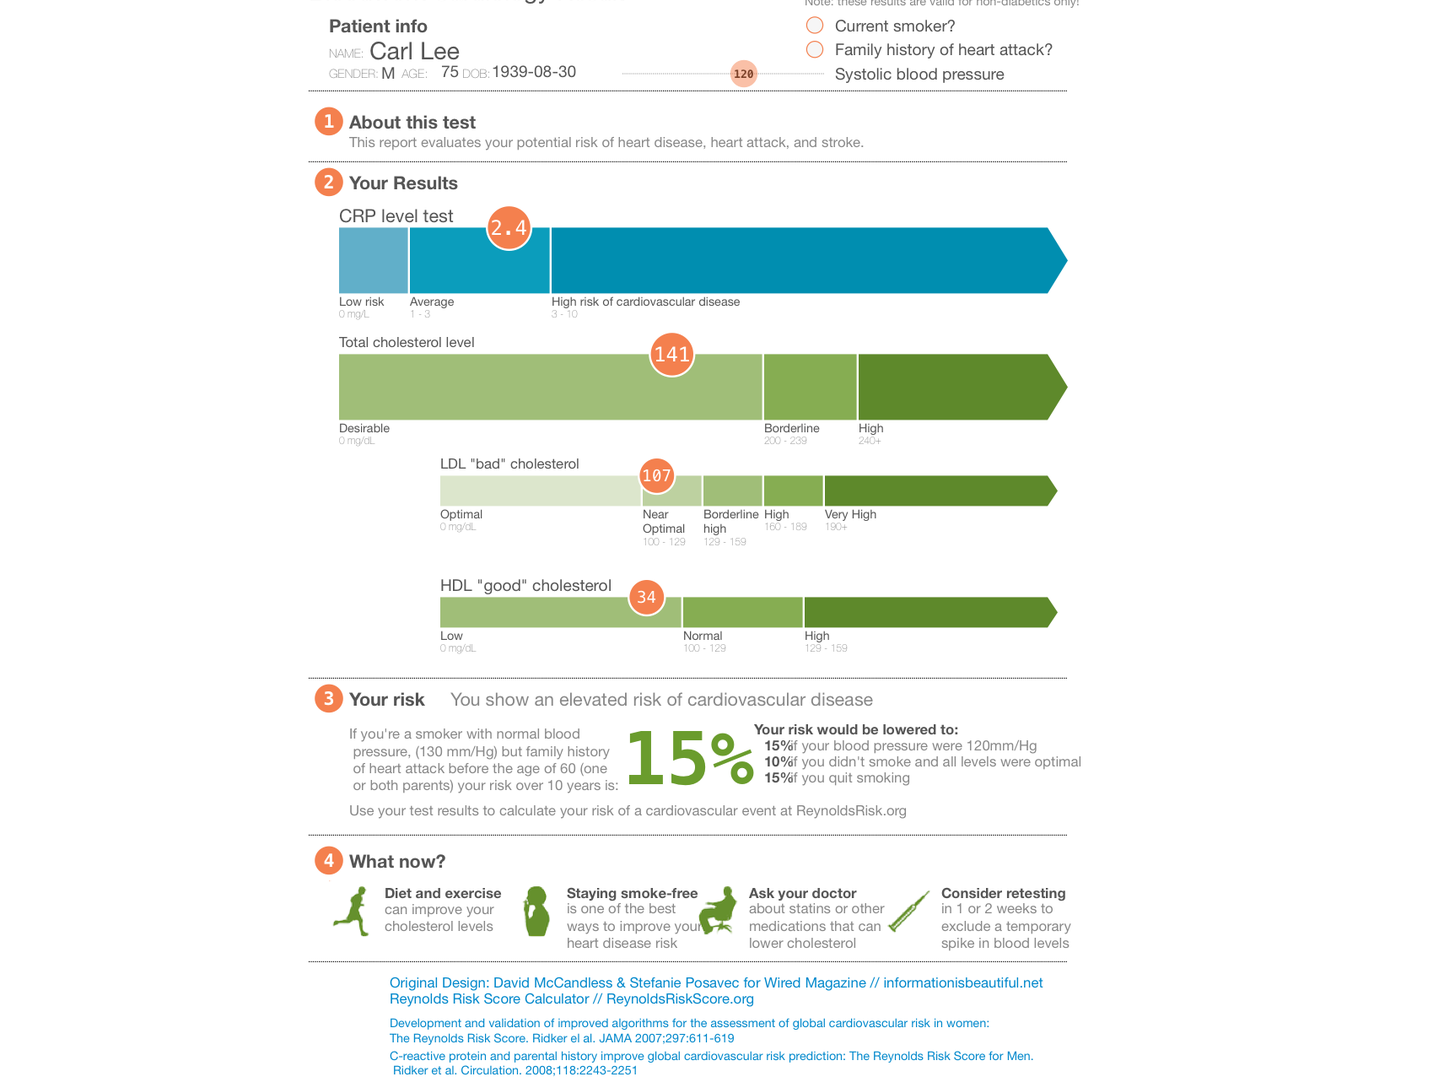 Note: these results are valid for non-diabetics only!
Patient info
NAME: Carl Lee
GENDER: M AGE: 75 DOB: 1939-08-30
Current smoker?
Family history of heart attack?
120 Systolic blood pressure
1 About this test
This report evaluates your potential risk of heart disease, heart attack, and stroke.
2 Your Results
CRP level test
2.4
Low risk Average High risk of cardiovascular disease
0 mg/L 1 - 3 3 - 10
Total cholesterol level
141
Desirable Borderline High
0 mg/dL 200 - 239 240+
LDL "bad" cholesterol
107
Optimal Near Borderline High Very High
0 mg/dL Optimal high 160 - 189 190+
100 - 129 129 - 159
HDL "good" cholesterol
34
Low Normal High
0 mg/dL 100 - 129 129 - 159
3 Your risk You show an elevated risk of cardiovascular disease
If you're a smoker with normal blood
pressure, (130 mm/Hg) but family history
of heart attack before the age of 60 (one
or both parents) your risk over 10 years is:
15%
Your risk would be lowered to:
15%if your blood pressure were 120mm/Hg
10%if you didn't smoke and all levels were optimal
15%if you quit smoking
Use your test results to calculate your risk of a cardiovascular event at ReynoldsRisk.org
4 What now?
Diet and exercise
can improve your
cholesterol levels
Staying smoke-free
is one of the best
ways to improve your
heart disease risk
Ask your doctor
about statins or other
medications that can
lower cholesterol
Consider retesting
in 1 or 2 weeks to
exclude a temporary
spike in blood levels
Original Design: David McCandless & Stefanie Posavec for Wired Magazine // informationisbeautiful.net
Reynolds Risk Score Calculator // ReynoldsRiskScore.org
Development and validation of improved algorithms for the assessment of global cardiovascular risk in women:
The Reynolds Risk Score. Ridker el al. JAMA 2007;297:611-619
C-reactive protein and parental history improve global cardiovascular risk prediction: The Reynolds Risk Score for Men.
Ridker et al. Circulation. 2008;118:2243-2251